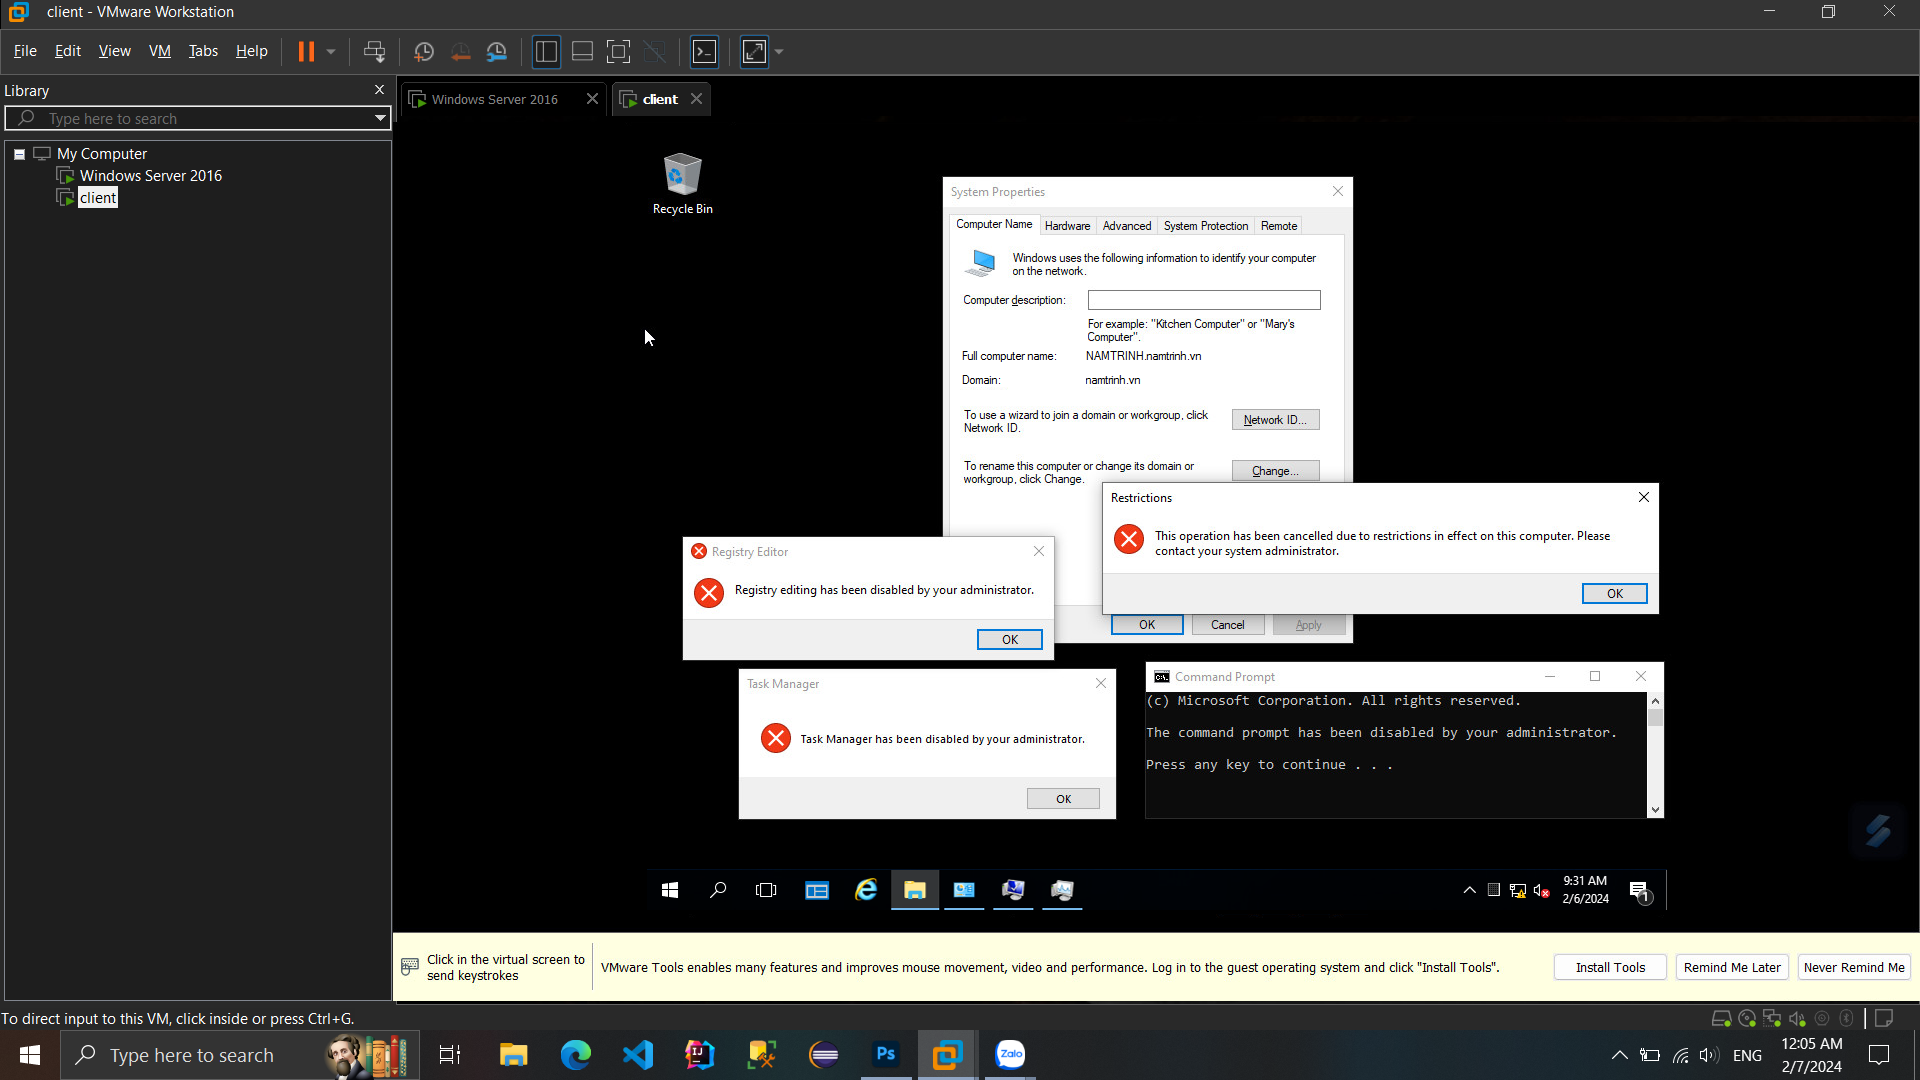 client - VMware Workstation
File Edit View VM Tabs Help
Library
Type here to search
My Computer
Windows Server 2016
client
Windows Server 2016
client
Recycle Bin
System Properties
Computer Name Hardware Advanced System Protection Remote
Windows uses the following information to identify your computer
on the network.
Computer description:
For example: "Kitchen Computer" or "Mary's
Computer".
Full computer name: NAMTRINH.namtrinh.vn
Domain: namtrinh.vn
To use a wizard to join a domain or workgroup, click
Network ID.
Network ID...
To rename this computer or change its domain or
workgroup, click Change.
Change...
OK Cancel Apply
Restrictions
This operation has been cancelled due to restrictions in effect on this computer. Please
contact your system administrator.
OK
Registry Editor
Registry editing has been disabled by your administrator.
OK
Task Manager
Task Manager has been disabled by your administrator.
OK
C:\. Command Prompt
(c) Microsoft Corporation. All rights reserved.
The command prompt has been disabled by your administrator.
Press any key to continue . . .
9:31 AM
2/6/2024
1
Click in the virtual screen to
send keystrokes
VMware Tools enables many features and improves mouse movement, video and performance. Log in to the guest operating system and click "Install Tools".
Install Tools Remind Me Later Never Remind Me
To direct input to this VM, click inside or press Ctrl+G.
Type here to search
IJ
Ps
Zalo
ENG
12:05 AM
2/7/2024